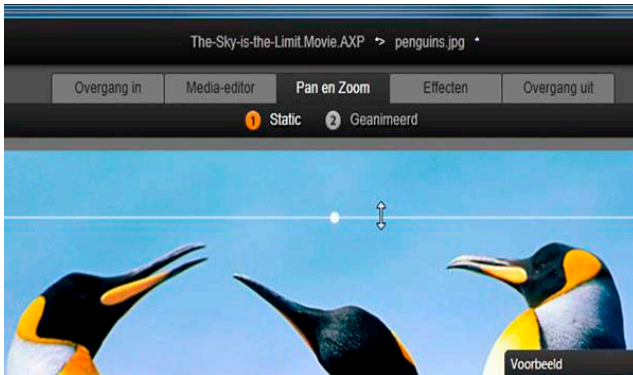 The-Sky-is-the-Limit.Movie.AXP > penguins.jpg
Overgang in Media-editor Pan en Zoom Effecten Overgang uit
1 Static 2 Geanimeerd
Voorbeeld